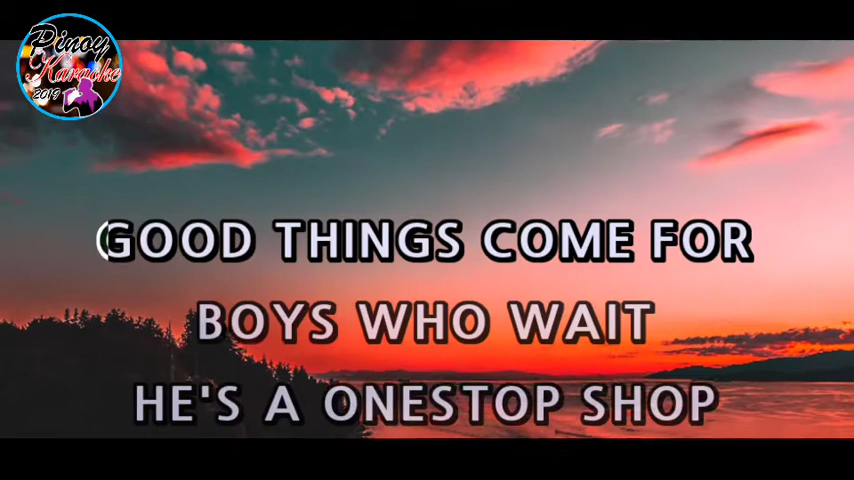 Pinoy
Karaoke
2019
GOOD THINGS COME FOR
BOYS WHO WAIT
HE'S A ONESTOP SHOP